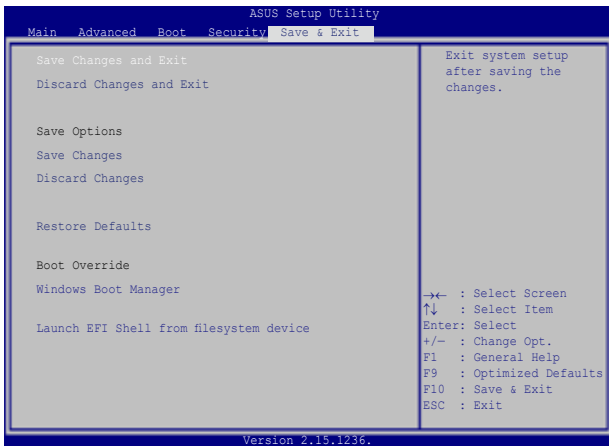 ASUS Setup Utility
Main Advanced Boot Security Save & Exit
Save Changes and Exit
Discard Changes and Exit
Save Options
Save Changes
Discard Changes
Restore Defaults
Boot Override
Windows Boot Manager
Launch EFI Shell from filesystem device
Exit system setup
after saving the
changes.
→← : Select Screen
↑↓ : Select Item
Enter: Select
+/— : Change Opt.
F1 : General Help
F9 : Optimized Defaults
F10 : Save & Exit
ESC : Exit
Version 2.15.1236.